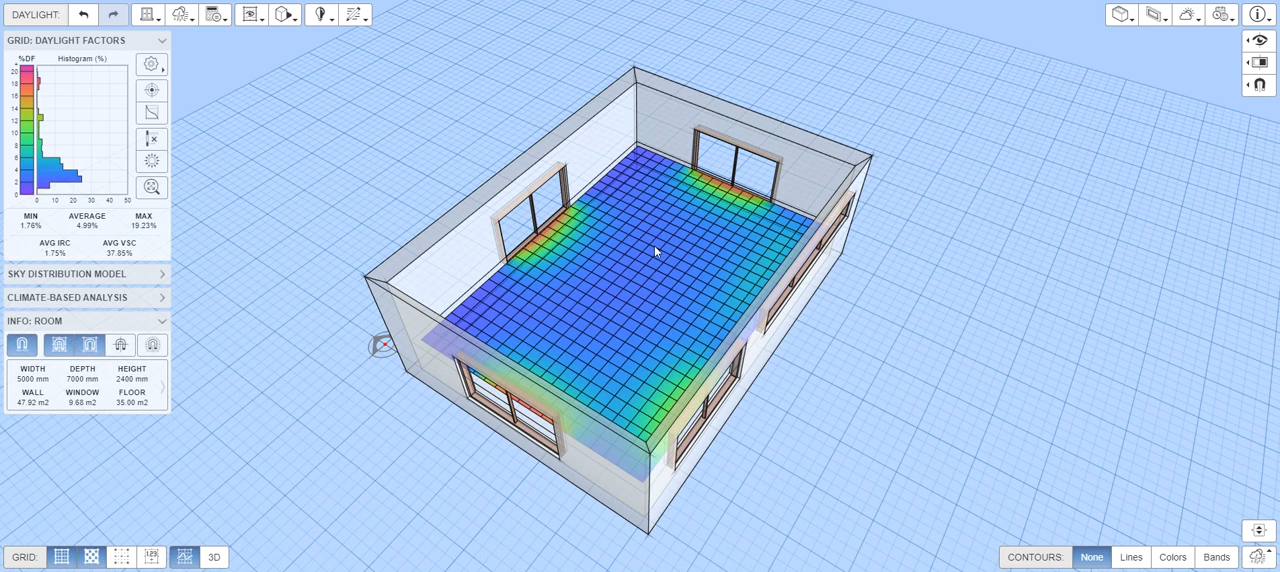 DAYLIGHT:
GRID: DAYLIGHT FACTORS
%DF Histogram (%)
20
18
16
14
12
10
8
6
4
2
0
0 10 20 30 40 50
MIN AVERAGE MAX
1.76% 4.99% 19.23%
AVG IRC AVG VSC
1.75% 37.85%
SKY DISTRIBUTION MODEL
CLIMATE-BASED ANALYSIS
INFO: ROOM
WIDTH DEPTH HEIGHT
5000 mm 7000 mm 2400 mm
WALL WINDOW FLOOR
47.92 m2 9.68 m2 35.00 m2
GRID: 123 3D
CONTOURS: None Lines Colors Bands